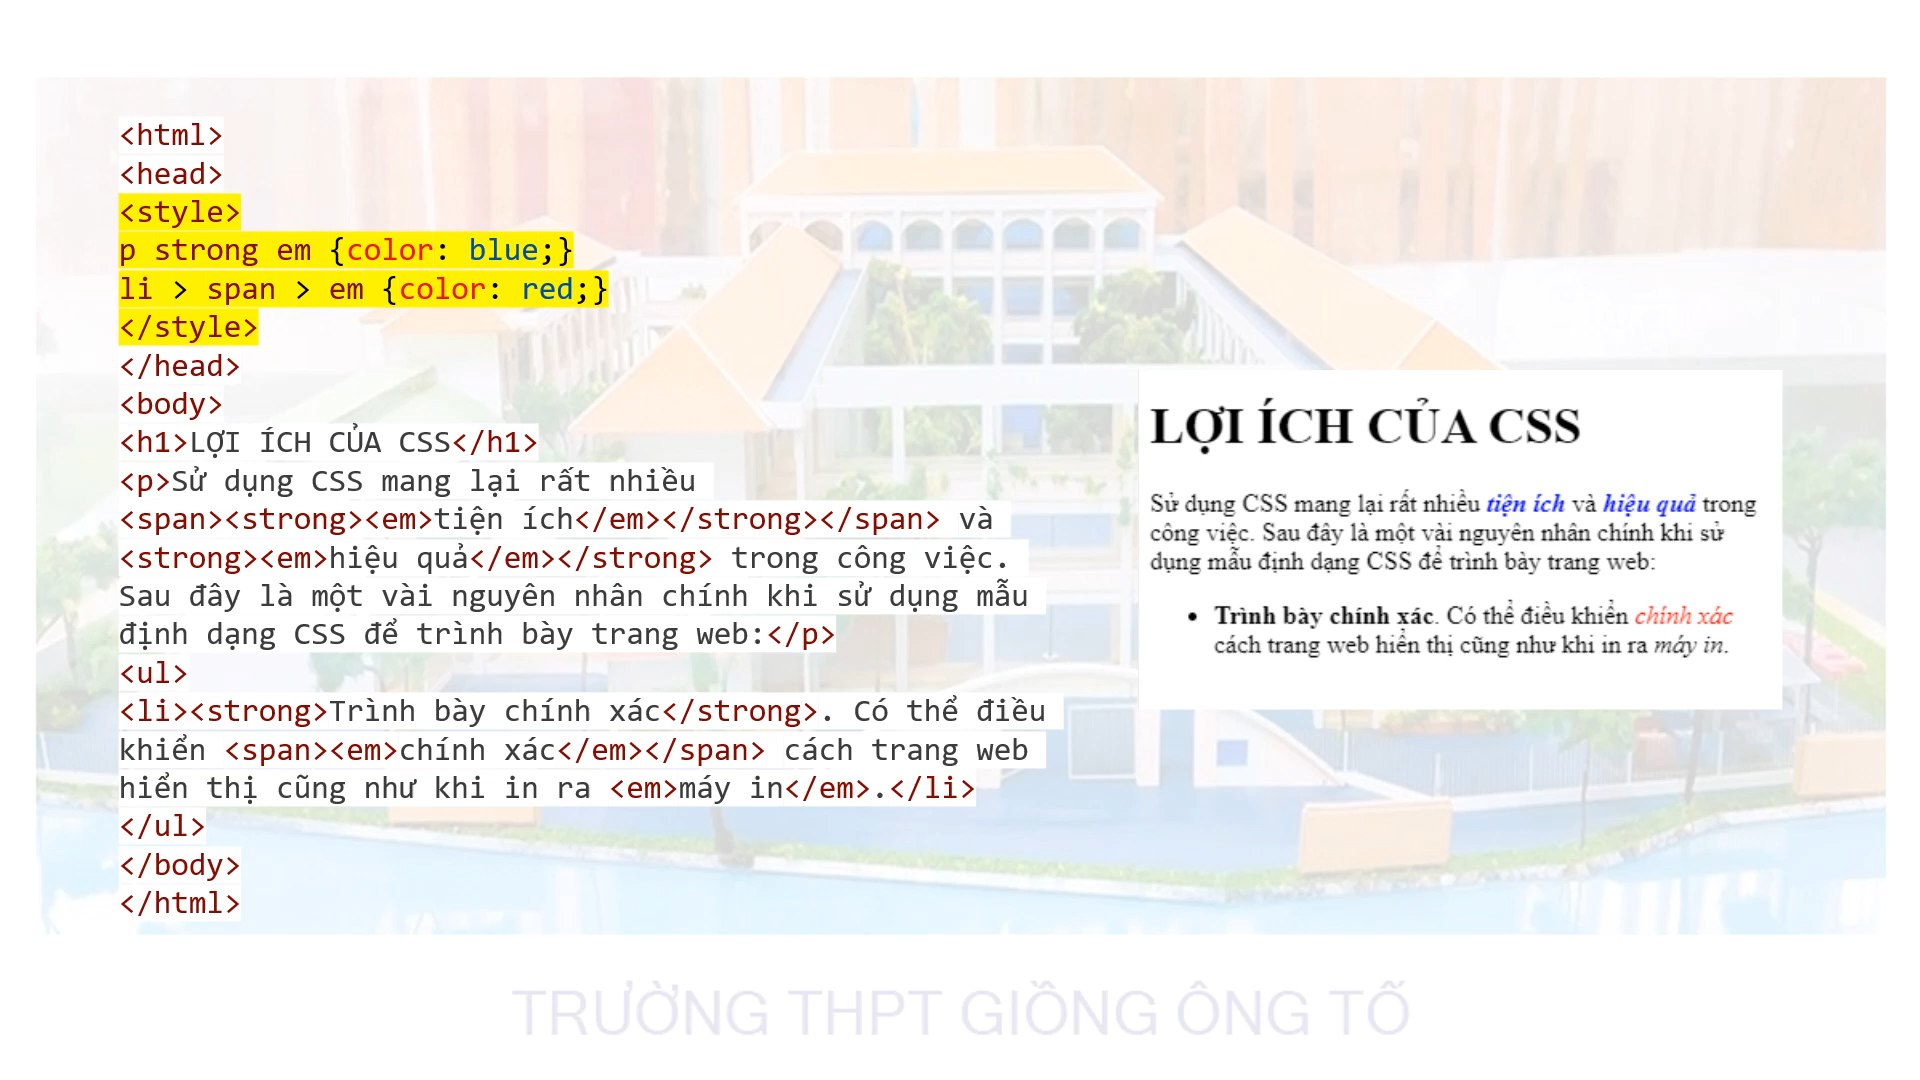 <html>
<head>
<style>
p strong em {color: blue;}
li > span > em {color: red;}
</style>
</head>
<body>
<h1>LỢI ÍCH CỦA CSS</h1>
<p>Sử dụng CSS mang lại rất nhiều
<span><strong><em>tiện ích</em></strong></span> và
<strong><em>hiệu quả</em></strong> trong công việc.
Sau đây là một vài nguyên nhân chính khi sử dụng mẫu
định dạng CSS để trình bày trang web:</p>
<ul>
<li><strong>Trình bày chính xác</strong>. Có thể điều
khiển <span><em>chính xác</em></span> cách trang web
hiển thị cũng như khi in ra <em>máy in</em>.</li>
</ul>
</body>
</html>
LỢI ÍCH CỦA CSS
Sử dụng CSS mang lại rất nhiều tiện ích và hiệu quả trong
công việc. Sau đây là một vài nguyên nhân chính khi sử
dụng mẫu định dạng CSS để trình bày trang web:
• Trình bày chính xác. Có thể điều khiển chính xác
cách trang web hiển thị cũng như khi in ra máy in.
TRƯỜNG THPT GIỒNG ÔNG TỐ